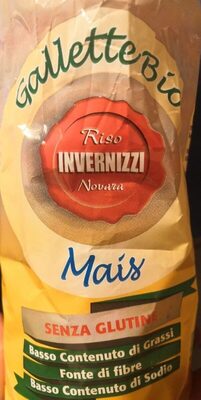 GalletteBio
Riso
INVERNIZZI
Novara
Mais
SENZA GLUTINE
Basso Contenuto di Grassi
Fonte di fibre
Basso Contenuto di Sodio